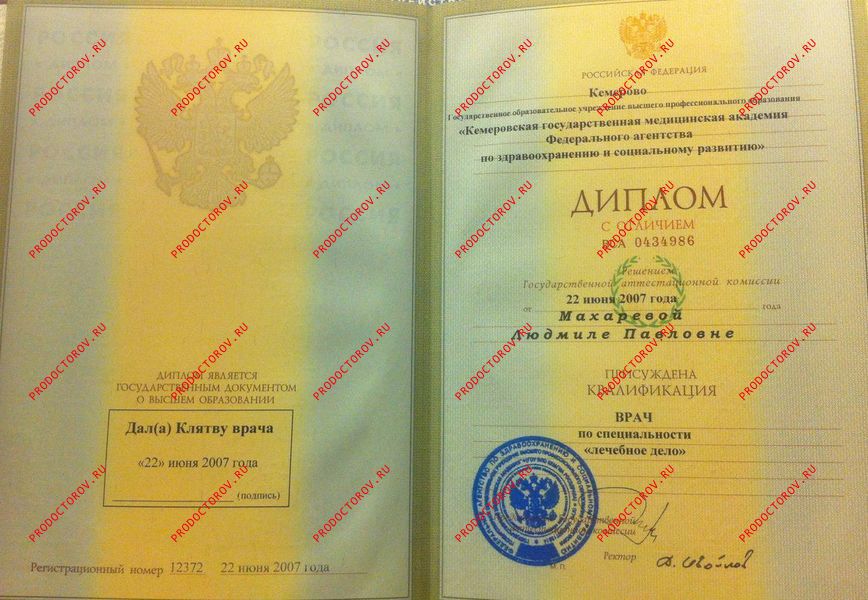 ДИПЛОМ ЯВЛЯЕТСЯ
ГОСУДАРСТВЕННЫМ ДОКУМЕНТОМ
О ВЫСШЕМ ОБРАЗОВАНИИ
Дал(а) Клятву врача
«22» июня 2007 года
(подпись)
Регистрационный номер 12372 22 июня 2007 года
РОССИЙСКАЯ ФЕДЕРАЦИЯ
Кемерово
Государственное образовательное учреждение высшего профессионального образования
«Кемеровская государственная медицинская академия
Федерального агентства
по здравоохранению и социальному развитию»
ДИПЛОМ
С ОТЛИЧИЕМ
ВСА 0434986
Решением
Государственной аттестационной комиссии
от 22 июня 2007 года года
Махаревой
Людмиле Павловне
ПРИСУЖДЕНА
КВАЛИФИКАЦИЯ
ВРАЧ
по специальности
«лечебное дело»
Ректор
М. П.
PRODOCTOROV.RU